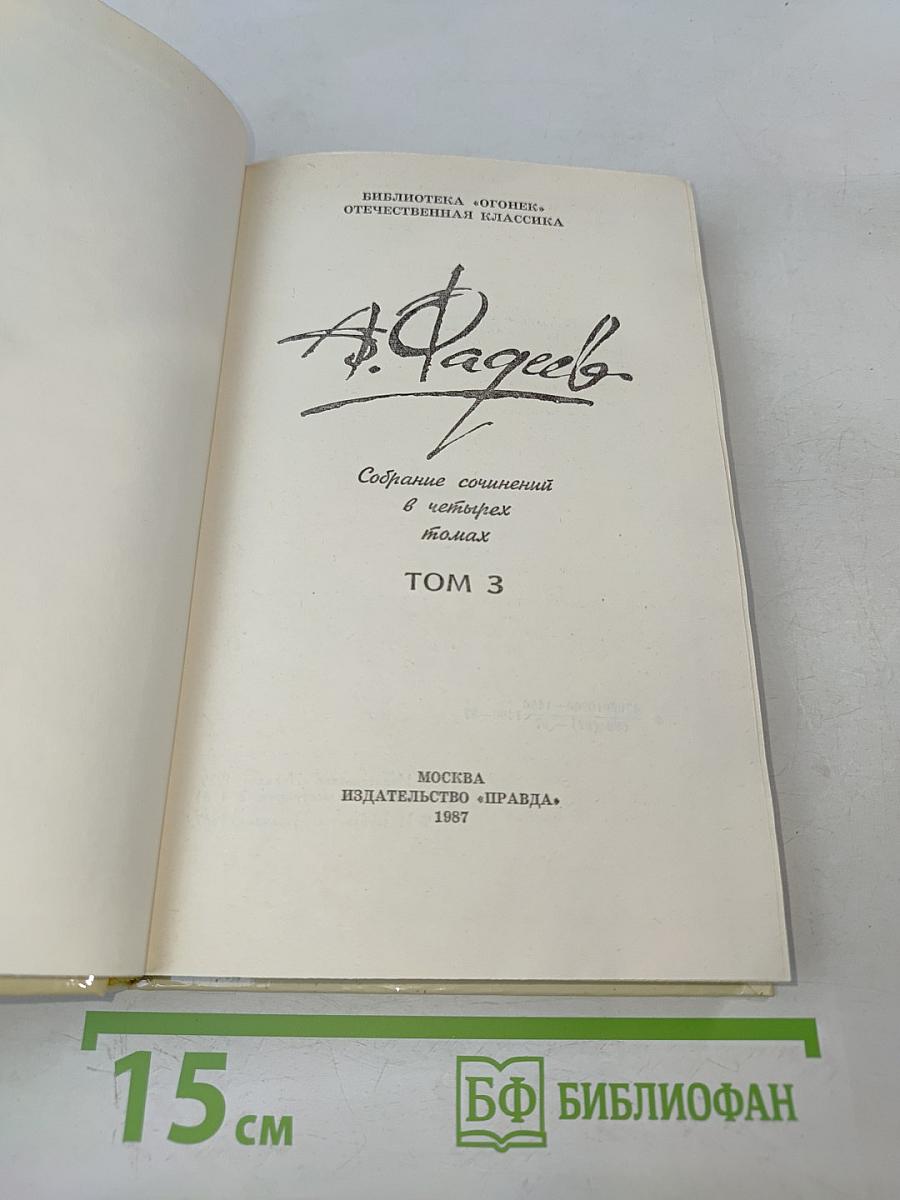 БИБЛИОТЕКА «ОГОНЕК»
ОТЕЧЕСТВЕННАЯ КЛАССИКА
А. Фадеев
Собрание сочинений
в четырех
томах
ТОМ 3
МОСКВА
ИЗДАТЕЛЬСТВО «ПРАВДА»
1987
15 см
БФ БИБЛИОФАН